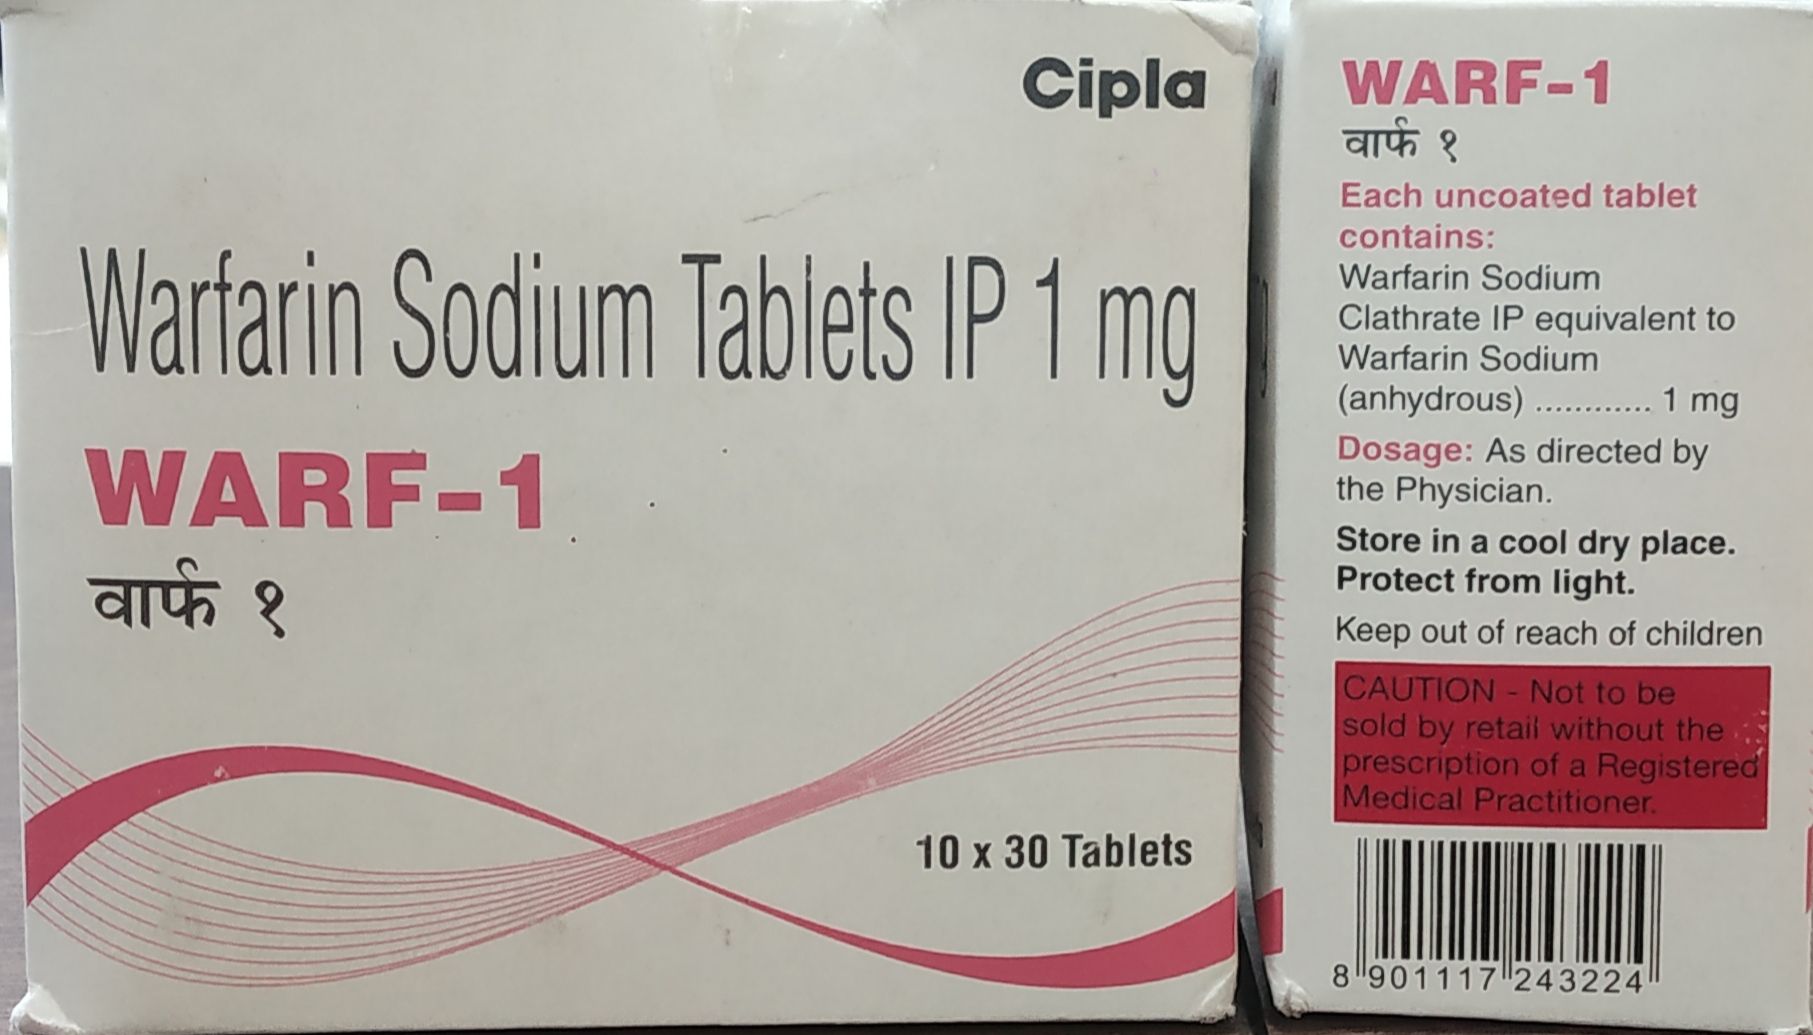 Cipla
Warfarin Sodium Tablets IP 1 mg
WARF-1
वार्फ १
10 x 30 Tablets
WARF-1
वार्फ १
Each uncoated tablet
contains:
Warfarin Sodium
Clathrate IP equivalent to
Warfarin Sodium
(anhydrous) ............ 1 mg
Dosage: As directed by
the Physician.
Store in a cool dry place.
Protect from light.
Keep out of reach of children
CAUTION - Not to be
sold by retail without the
prescription of a Registered
Medical Practitioner.
8 901117 243224